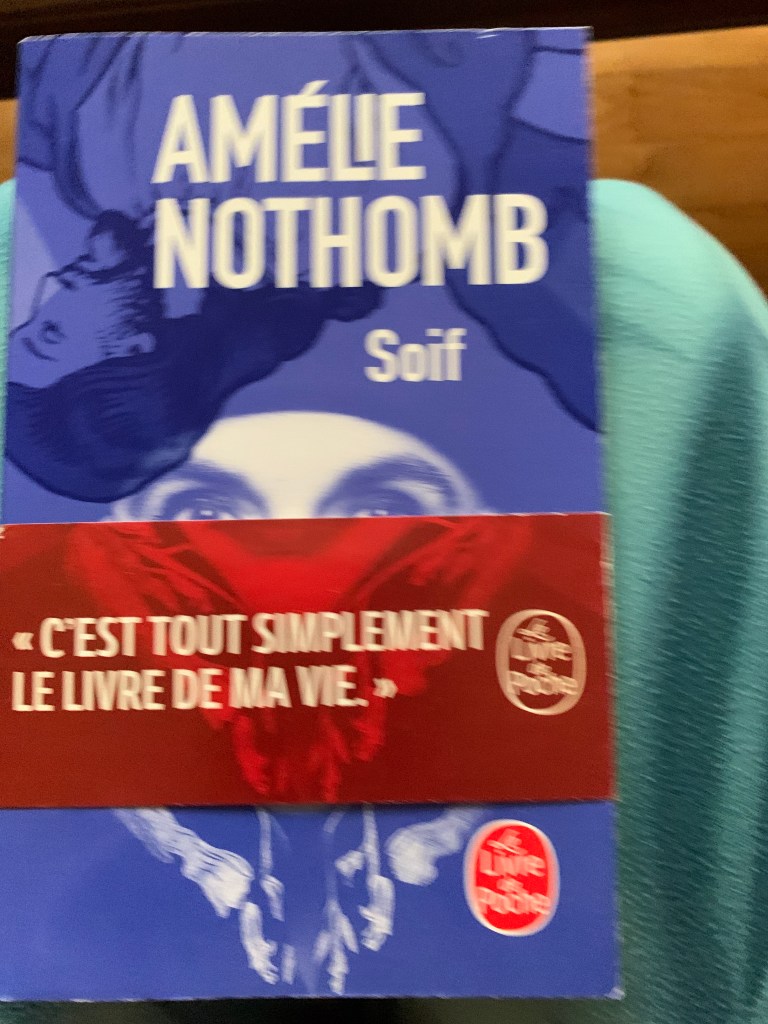 AMÉLIE
NOTHOMB
Soif
« C'EST TOUT SIMPLEMENT
LE LIVRE DE MA VIE. »
Le
Livre
de
Poche
Le
Livre
de
Poche